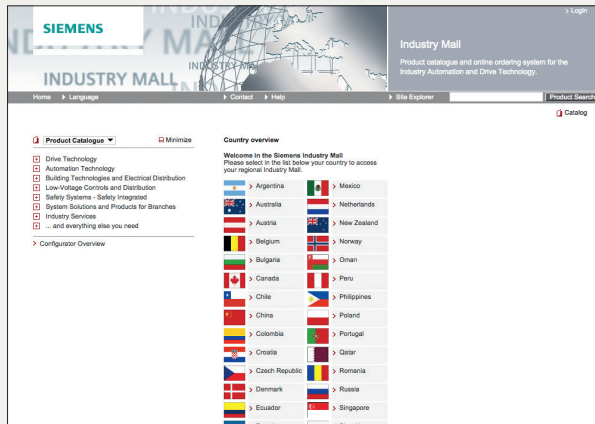 > Login
SIEMENS
INDUSTRY MALL
Industry Mall
Product catalogue and online ordering system for the
Industry Automation and Drive Technology.
Home > Language > Contact > Help > Site Explorer Product Search
Catalog
Product Catalogue ▼ Minimize
Drive Technology
Automation Technology
Building Technologies and Electrical Distribution
Low-Voltage Controls and Distribution
Safety Systems - Safety Integrated
System Solutions and Products for Branches
Industry Services
... and everything else you need
> Configurator Overview
Country overview
Welcome in the Siemens Industry Mall
Please select in the list below your country to access
your regional Industry Mall.
> Argentina > Mexico
> Australia > Netherlands
> Austria > New Zealand
> Belgium > Norway
> Bulgaria > Oman
> Canada > Peru
> Chile > Philippines
> China > Poland
> Colombia > Portugal
> Croatia > Qatar
> Czech Republic > Romania
> Denmark > Russia
> Ecuador > Singapore